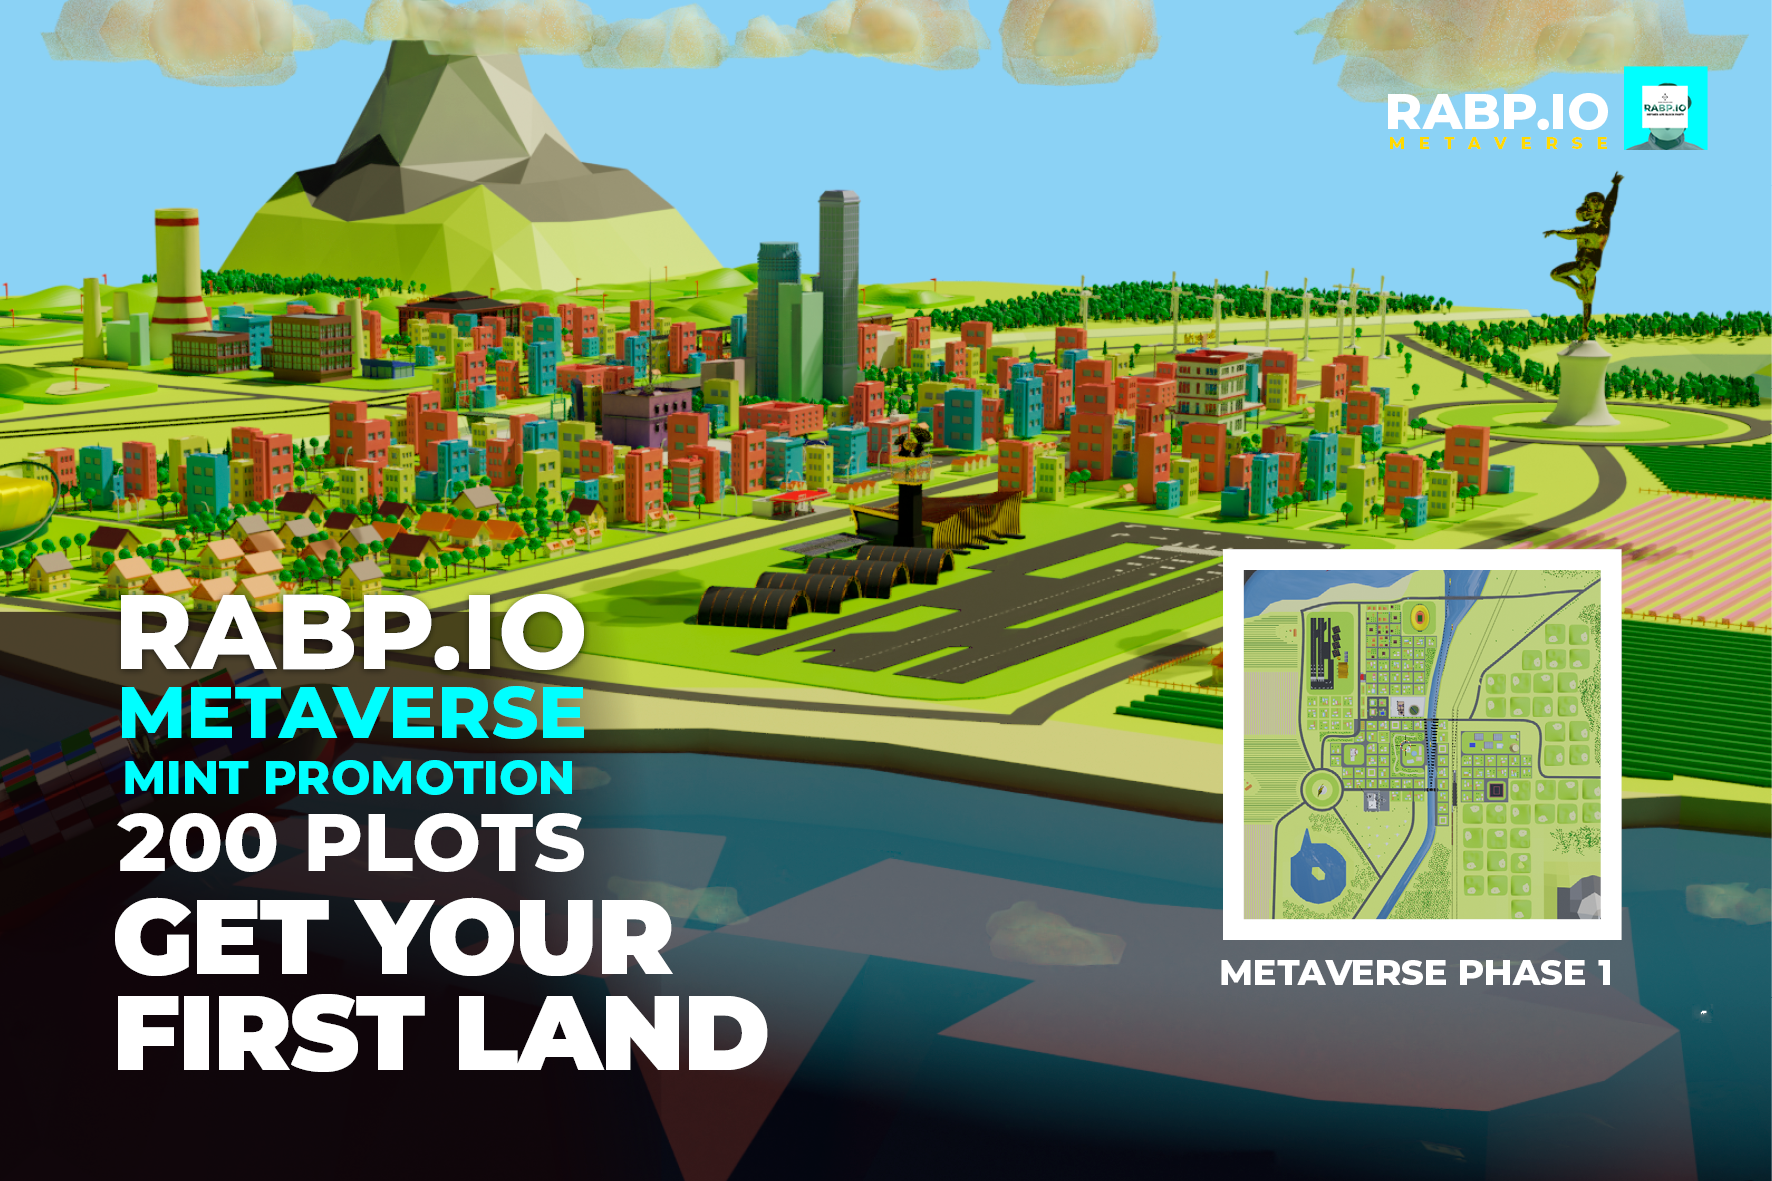 RABP.IO
METAVERSE
RABP.IO
RABP.IO
METAVERSE
MINT PROMOTION
200 PLOTS
GET YOUR
FIRST LAND
METAVERSE PHASE 1